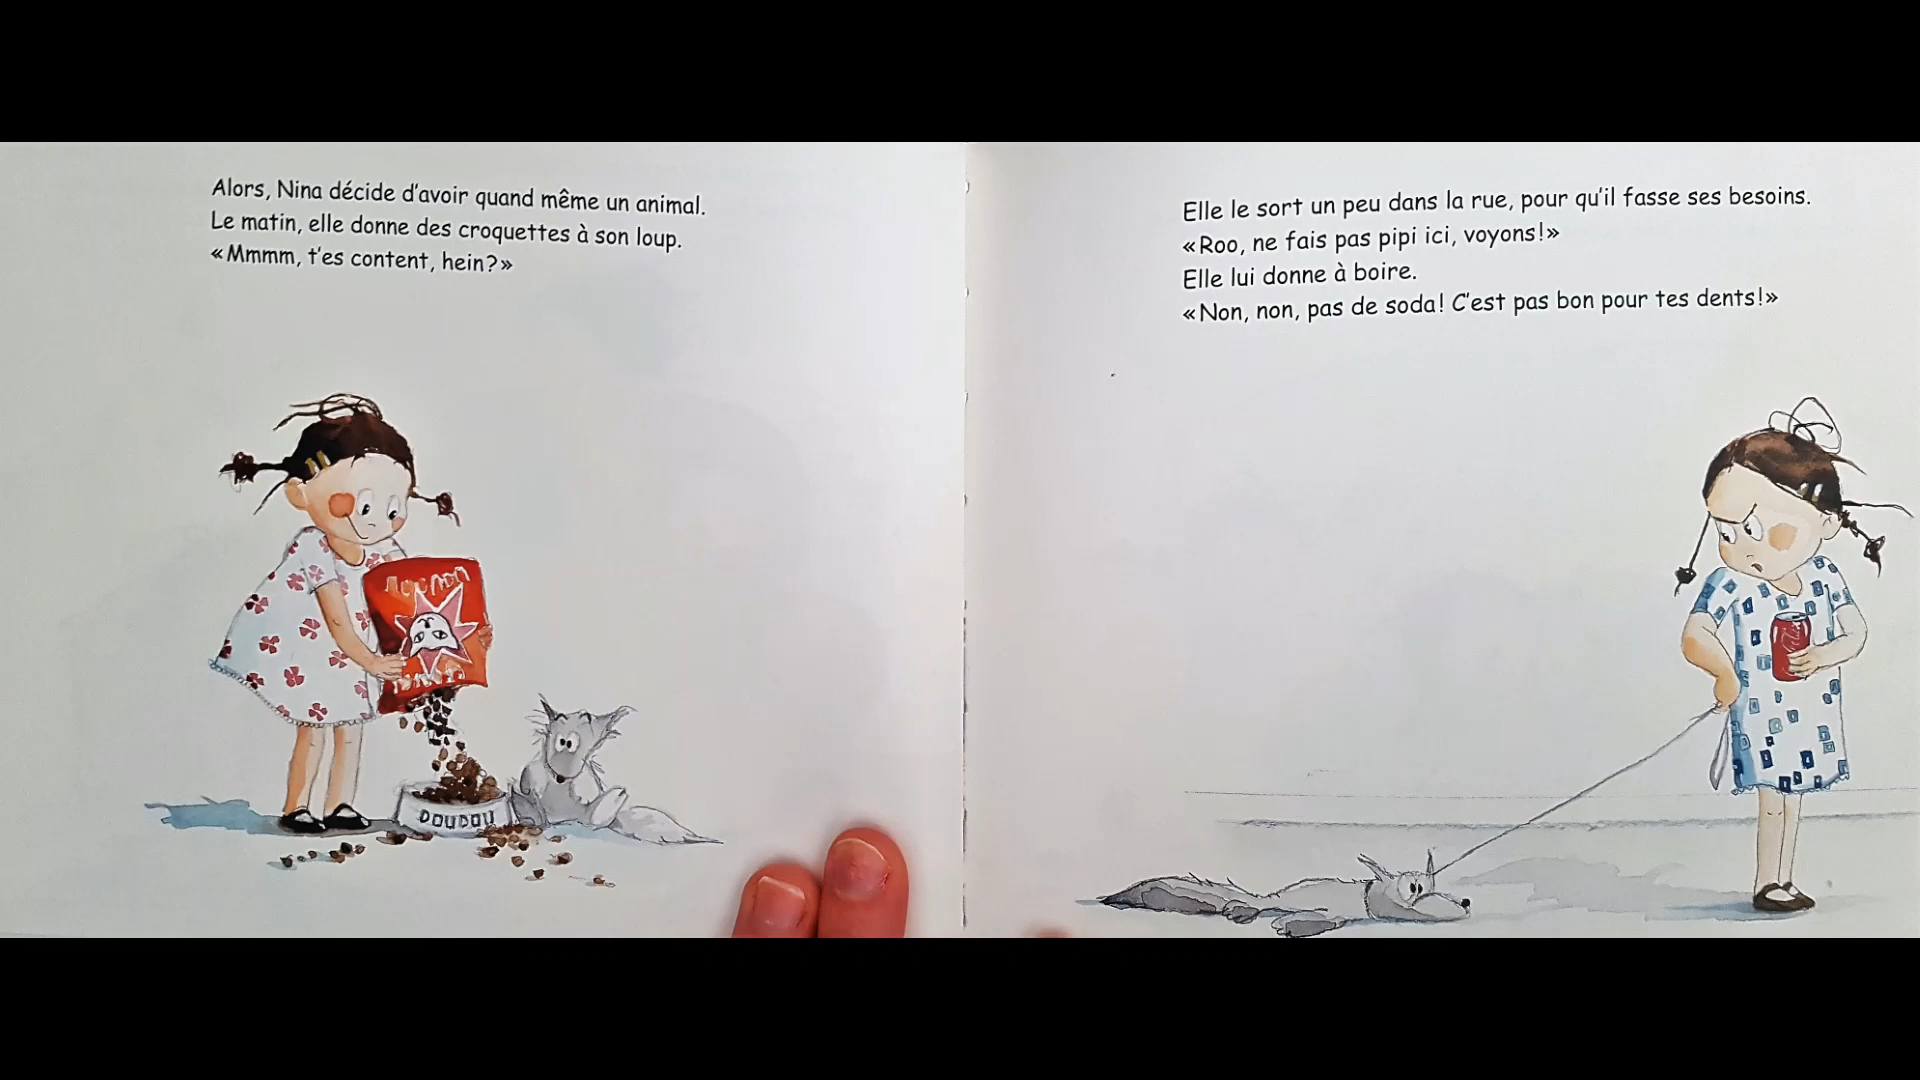 Alors, Nina décide d'avoir quand même un animal.
Le matin, elle donne des croquettes à son loup.
«Mmmm, t'es content, hein?»
DOUDOU
Elle le sort un peu dans la rue, pour qu'il fasse ses besoins.
«Roo, ne fais pas pipi ici, voyons!»
Elle lui donne à boire.
«Non, non, pas de soda! C'est pas bon pour tes dents!»